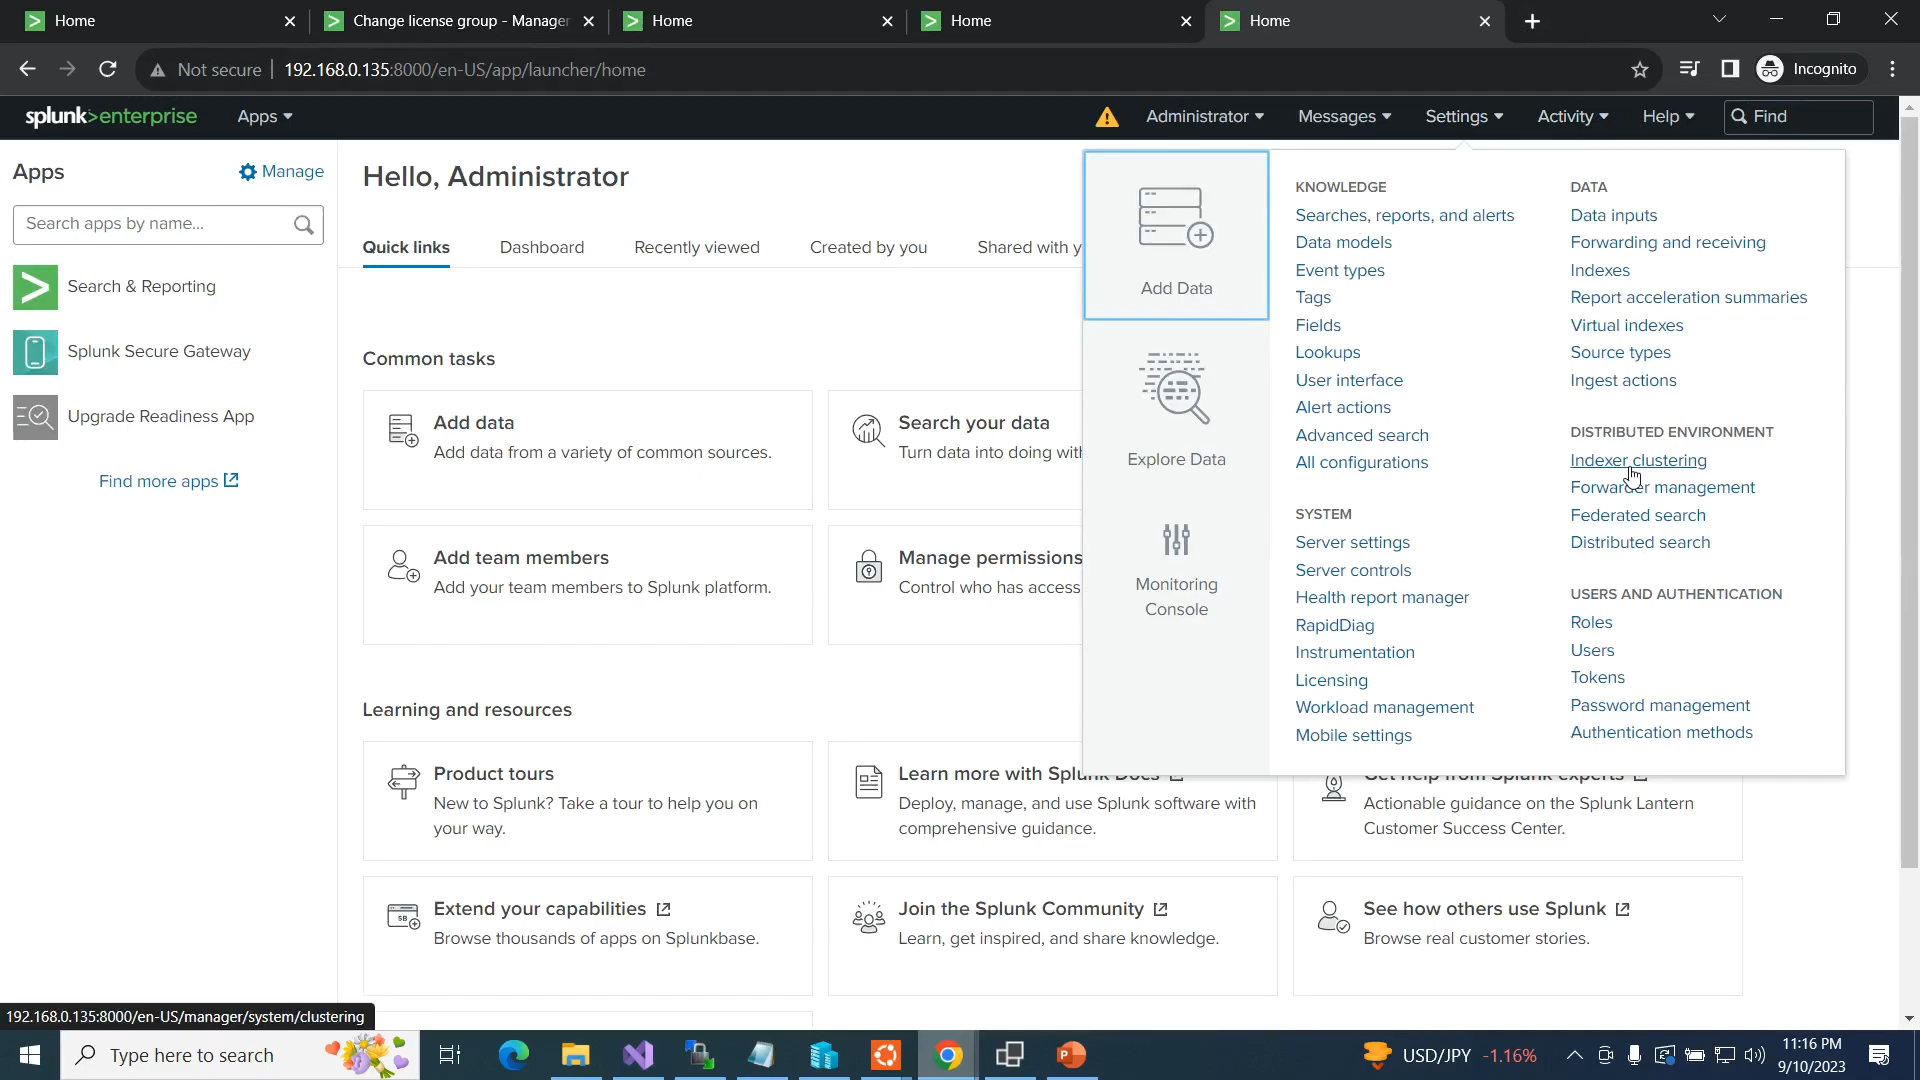 Home
Change license group - Manager
Home
Home
Home
Not secure
192.168.0.135:8000/en-US/app/launcher/home
Incognito
splunk>enterprise
Apps
Administrator
Messages
Settings
Activity
Help
Find
Apps
Manage
Search apps by name...
Search & Reporting
Splunk Secure Gateway
Upgrade Readiness App
Find more apps
Hello, Administrator
Quick links
Dashboard
Recently viewed
Created by you
Shared with y
Common tasks
Add data
Add data from a variety of common sources.
Search your data
Turn data into doing with
Add team members
Add your team members to Splunk platform.
Manage permissions
Control who has access
Learning and resources
Product tours
New to Splunk? Take a tour to help you on
your way.
Learn more with Splunk Docs
Deploy, manage, and use Splunk software with
comprehensive guidance.
Get help from Splunk experts
Actionable guidance on the Splunk Lantern
Customer Success Center.
Extend your capabilities
Browse thousands of apps on Splunkbase.
Join the Splunk Community
Learn, get inspired, and share knowledge.
See how others use Splunk
Browse real customer stories.
Add Data
Explore Data
Monitoring
Console
KNOWLEDGE
Searches, reports, and alerts
Data models
Event types
Tags
Fields
Lookups
User interface
Alert actions
Advanced search
All configurations
SYSTEM
Server settings
Server controls
Health report manager
RapidDiag
Instrumentation
Licensing
Workload management
Mobile settings
DATA
Data inputs
Forwarding and receiving
Indexes
Report acceleration summaries
Virtual indexes
Source types
Ingest actions
DISTRIBUTED ENVIRONMENT
Indexer clustering
Forwarder management
Federated search
Distributed search
USERS AND AUTHENTICATION
Roles
Users
Tokens
Password management
Authentication methods
192.168.0.135:8000/en-US/manager/system/clustering
Type here to search
USD/JPY -1.16%
11:16 PM
9/10/2023